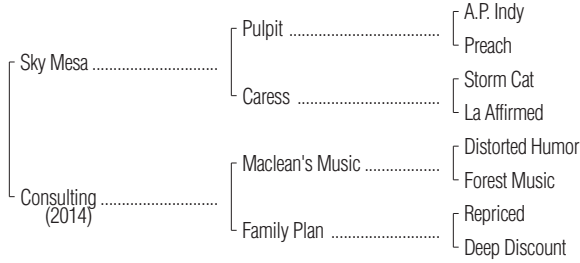 A.P. Indy
Pulpit
Preach
Sky Mesa
Storm Cat
Caress
La Affirmed
Distorted Humor
Maclean's Music
Forest Music
Consulting
(2014)
Repriced
Family Plan
Deep Discount